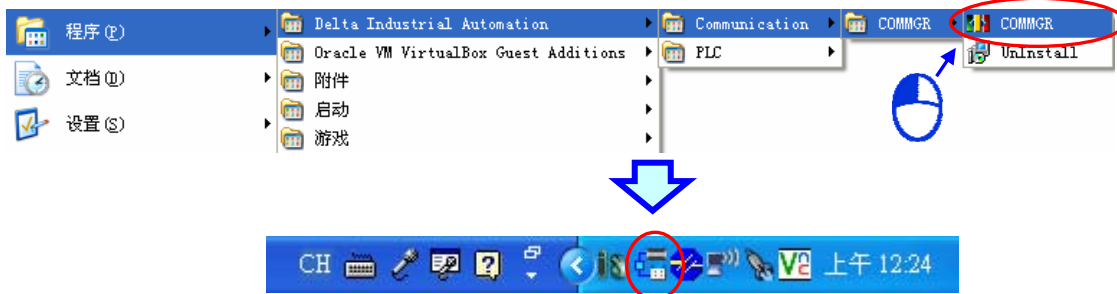 程序(P)
文档(D)
设置(S)
Delta Industrial Automation
Oracle VM VirtualBox Guest Additions
附件
启动
游戏
Communication
PLC
COMMGR
COMMGR
UnInstall
CH
上午 12:24